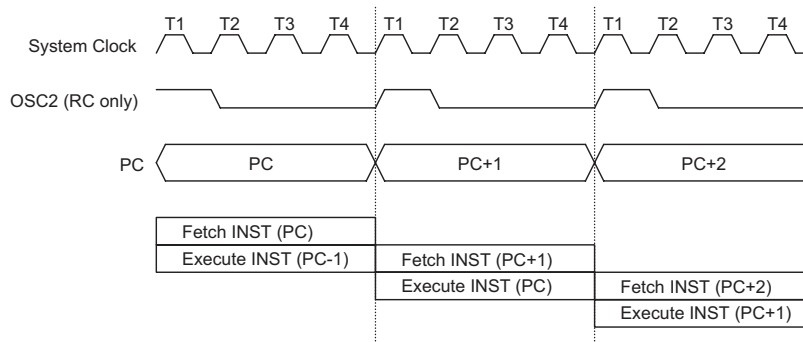 T1 T2 T3 T4 T1 T2 T3 T4 T1 T2 T3 T4
System Clock
OSC2 (RC only)
PC PC PC+1 PC+2
Fetch INST (PC)
Execute INST (PC-1) Fetch INST (PC+1)
Execute INST (PC) Fetch INST (PC+2)
Execute INST (PC+1)